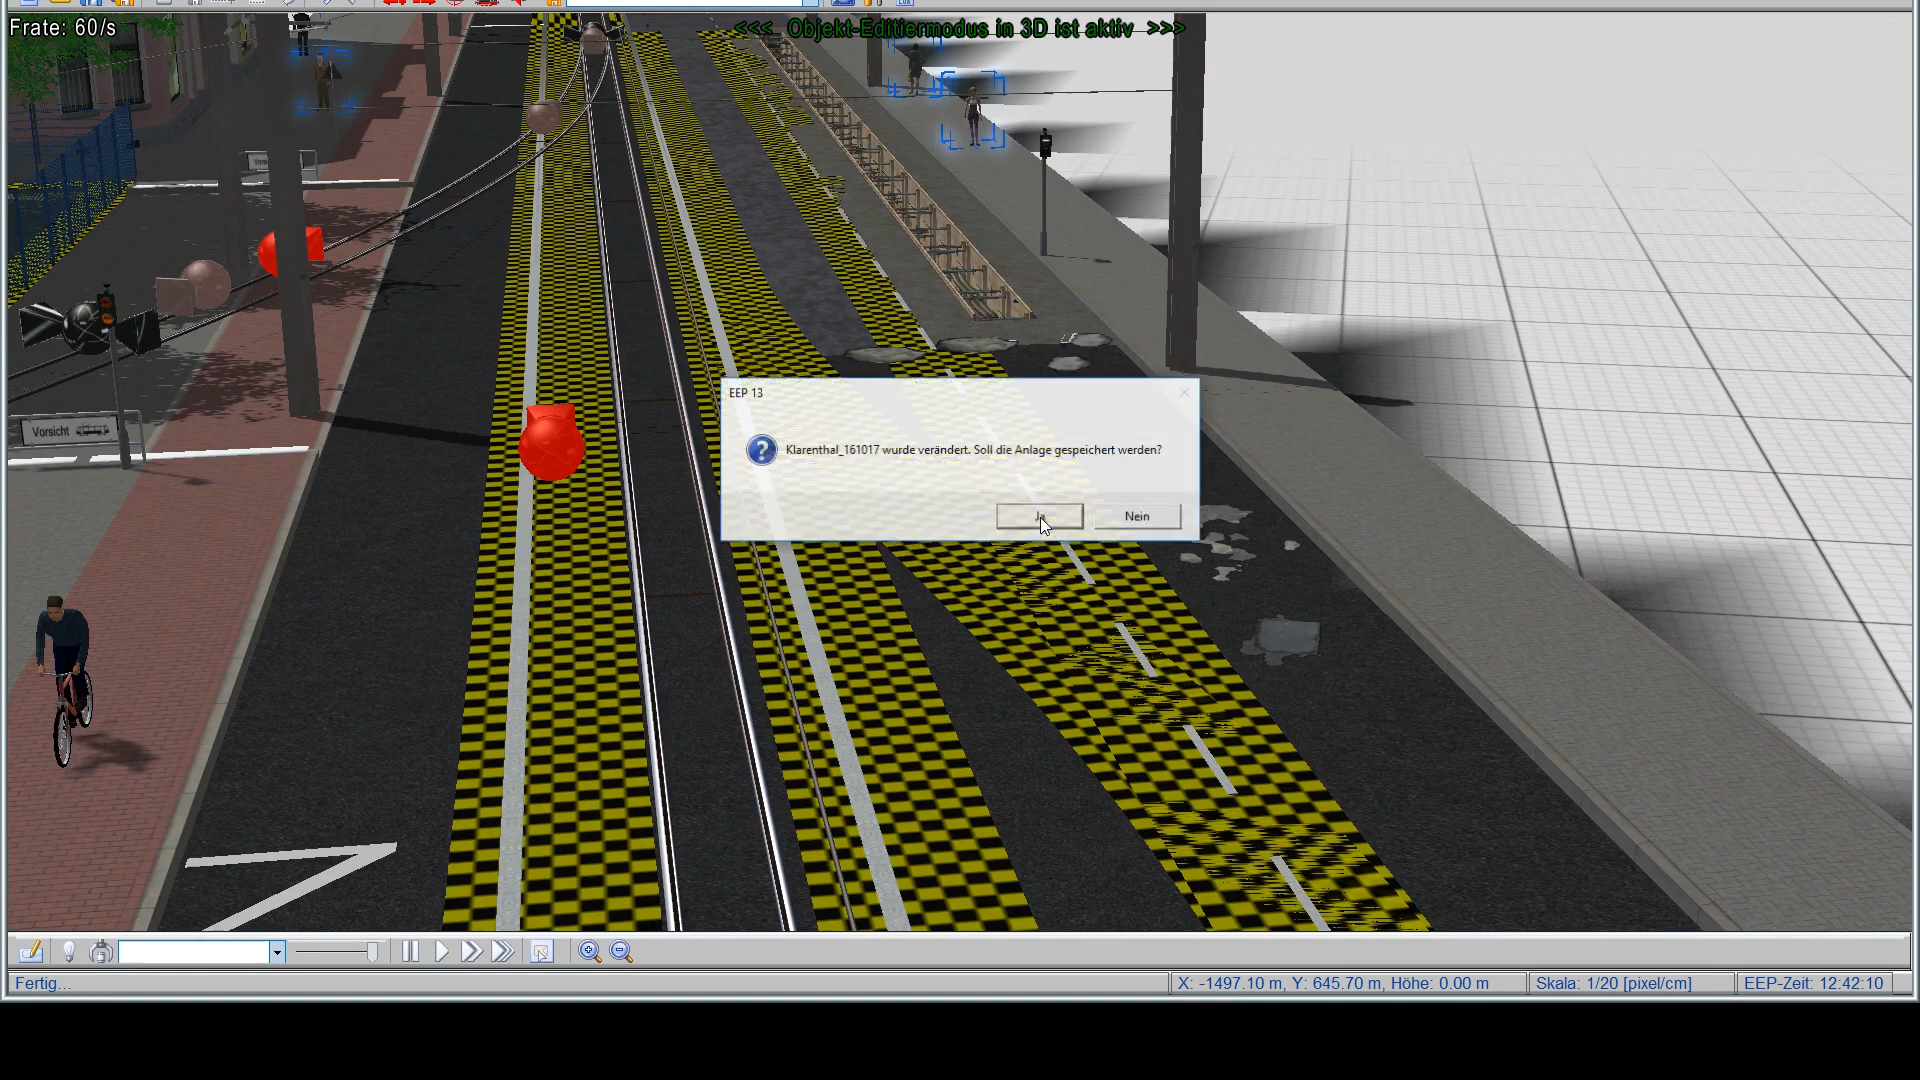 Frate: 60/s
<<< Objekt-Editiermodus in 3D ist aktiv >>>
Vorsicht
EEP 13
Klarenthal_161017 wurde verändert. Soll die Anlage gespeichert werden?
Ja
Nein
Fertig...
X: -1497.10 m, Y: 645.70 m, Höhe: 0.00 m
Skala: 1/20 [pixel/cm]
EEP-Zeit: 12:42:10